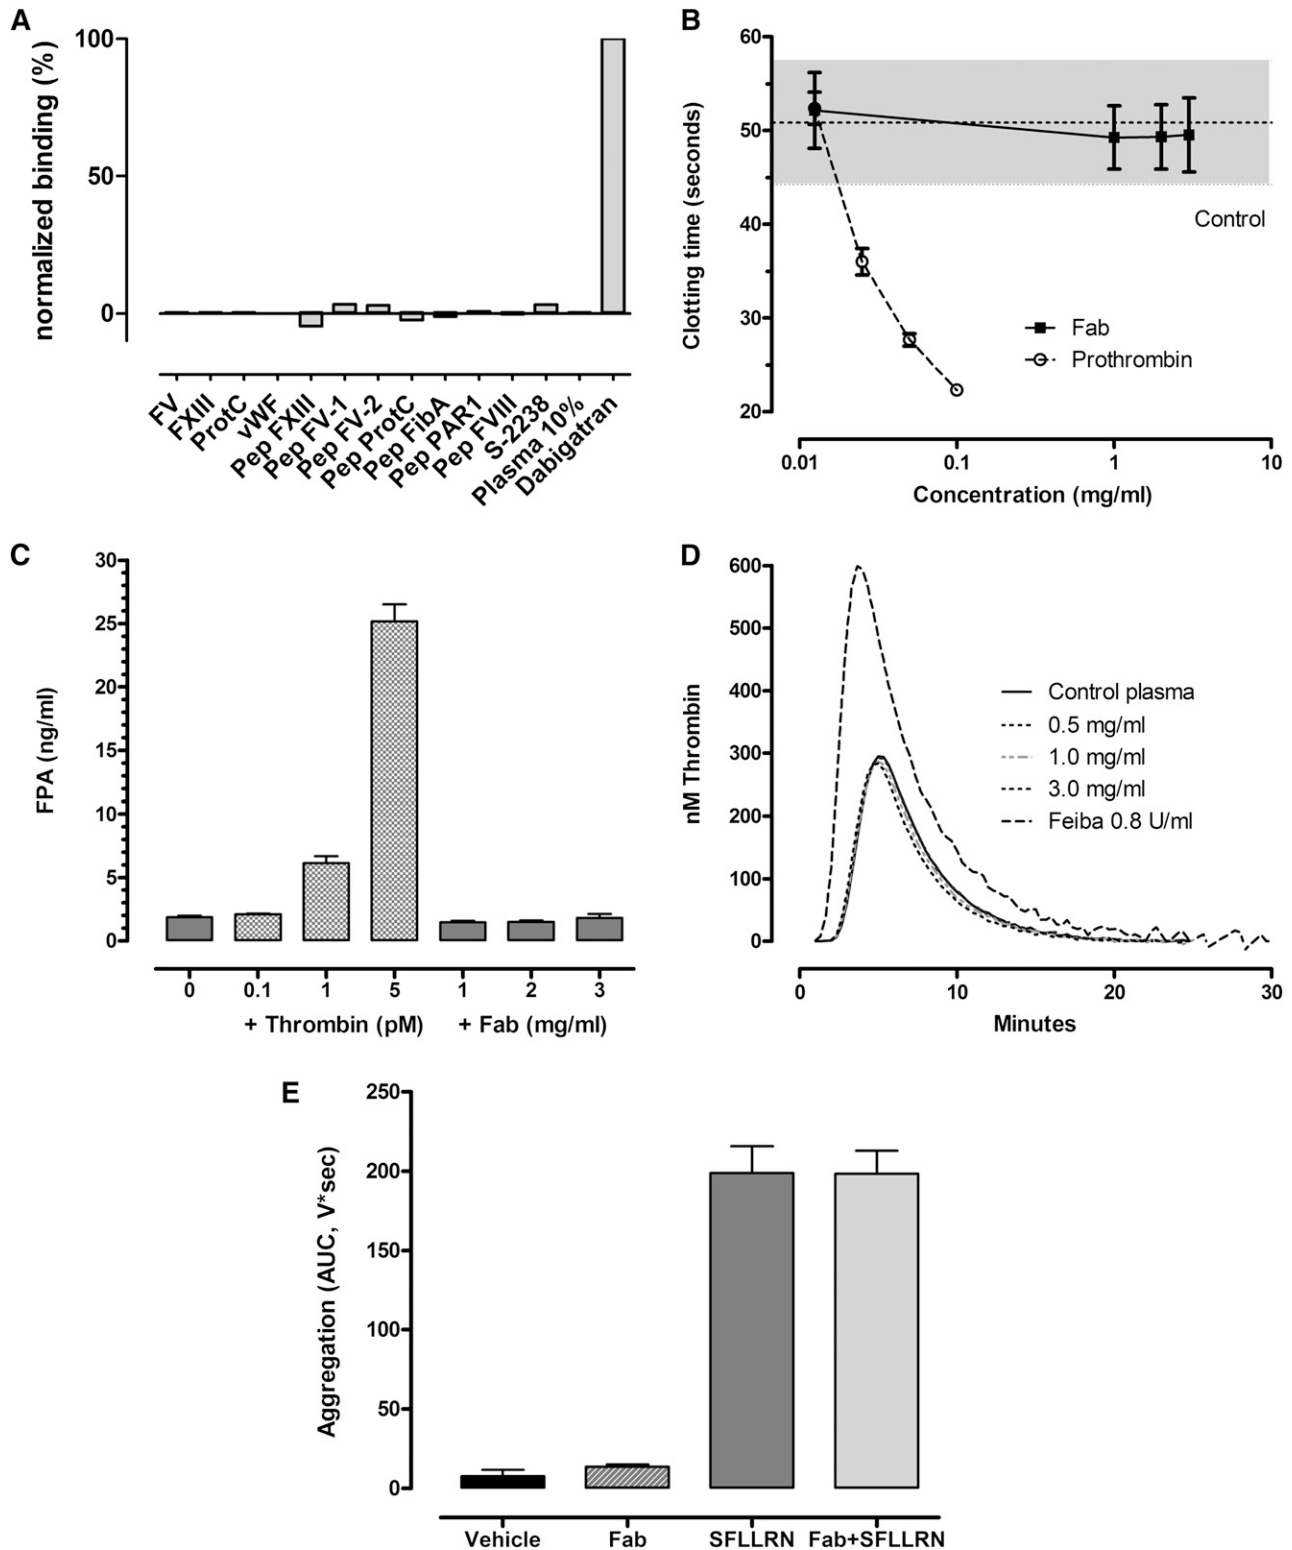 A
normalized binding (%)
100
50
0
FV
FXIII
ProtC
vWF
Pep FXIII
Pep FV-1
Pep FV-2
Pep ProtC
Pep FibA
Pep PAR1
Pep FVIII
S-2238
Plasma 10%
Dabigatran
B
Clotting time (seconds)
60
50
40
30
20
Control
Fab
Prothrombin
0.01 0.1 1 10
Concentration (mg/ml)
C
FPA (ng/ml)
30
25
20
15
10
5
0
0 0.1 1 5 1 2 3
+ Thrombin (pM) + Fab (mg/ml)
D
nM Thrombin
600
500
400
300
200
100
0
Control plasma
0.5 mg/ml
1.0 mg/ml
3.0 mg/ml
Feiba 0.8 U/ml
0 10 20 30
Minutes
E
Aggregation (AUC, V*sec)
250
200
150
100
50
0
Vehicle Fab SFLLRN Fab+SFLLRN